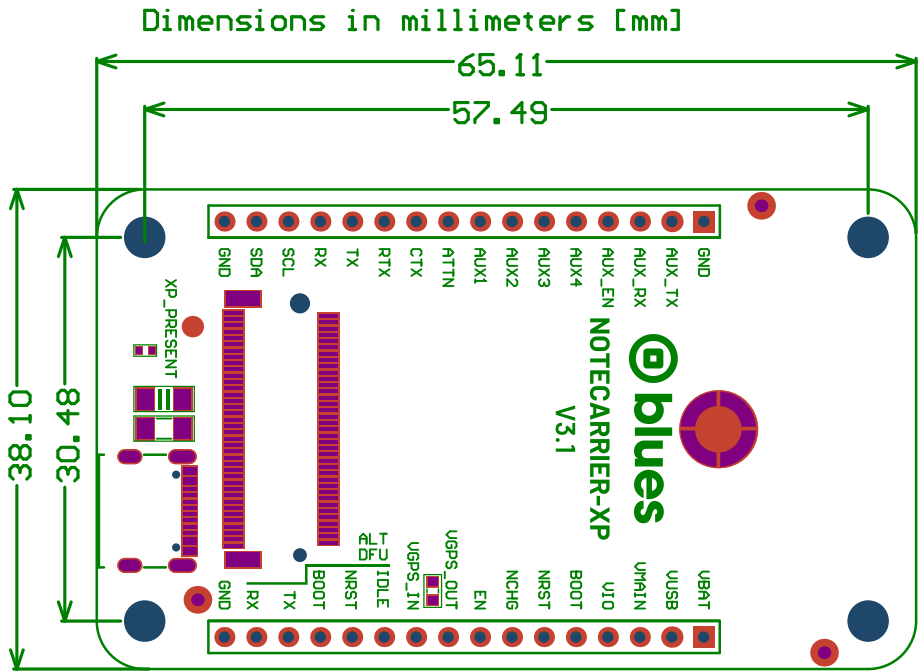 Dimensions in millimeters [mm]
65.11
57.49
38.10
30.48
GND
SDA
SCL
RX
TX
RTX
CTX
ATTN
AUX1
AUX2
AUX3
AUX4
AUX_EN
AUX_RX
AUX_TX
GND
XP_PRESENT
blues
NOTECARRIER-XP
V3.1
ALT
DFU
GND
RX
TX
BOOT
NRST
IDLE
VGPS_IN
VGPS_OUT
EN
NCHG
NRST
BOOT
VIO
VMAIN
VUSB
VBAT